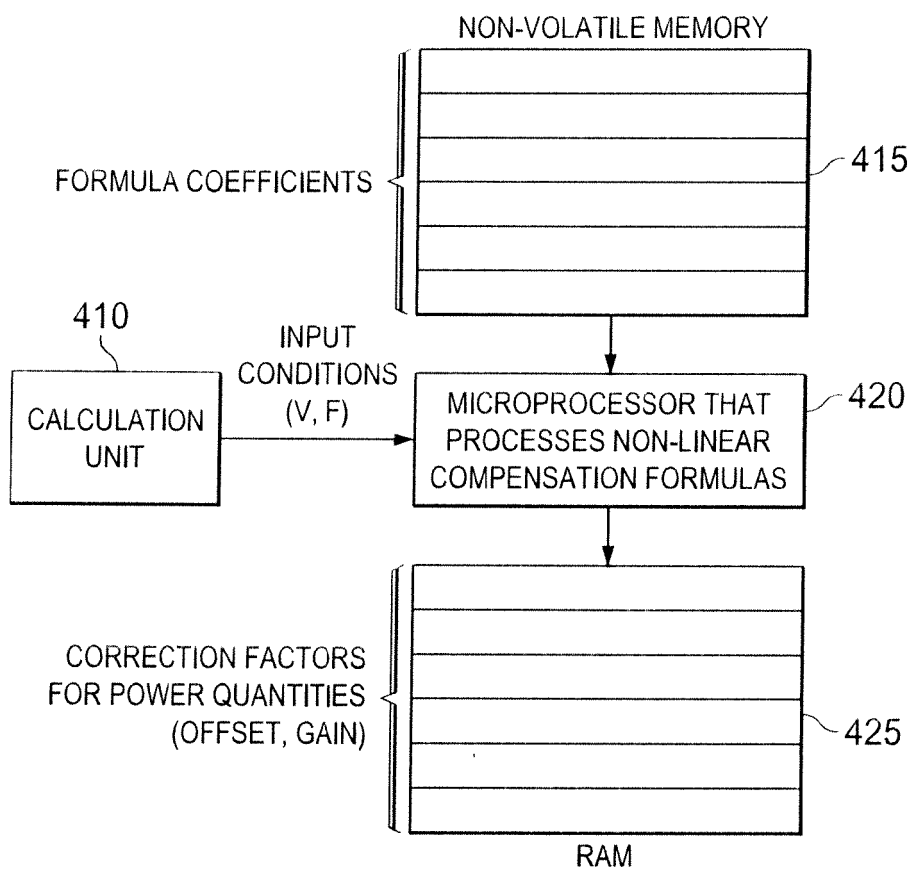 NON-VOLATILE MEMORY
FORMULA COEFFICIENTS
415
410
CALCULATION
UNIT
INPUT
CONDITIONS
(V, F)
MICROPROCESSOR THAT
PROCESSES NON-LINEAR
COMPENSATION FORMULAS
420
CORRECTION FACTORS
FOR POWER QUANTITIES
(OFFSET, GAIN)
425
RAM